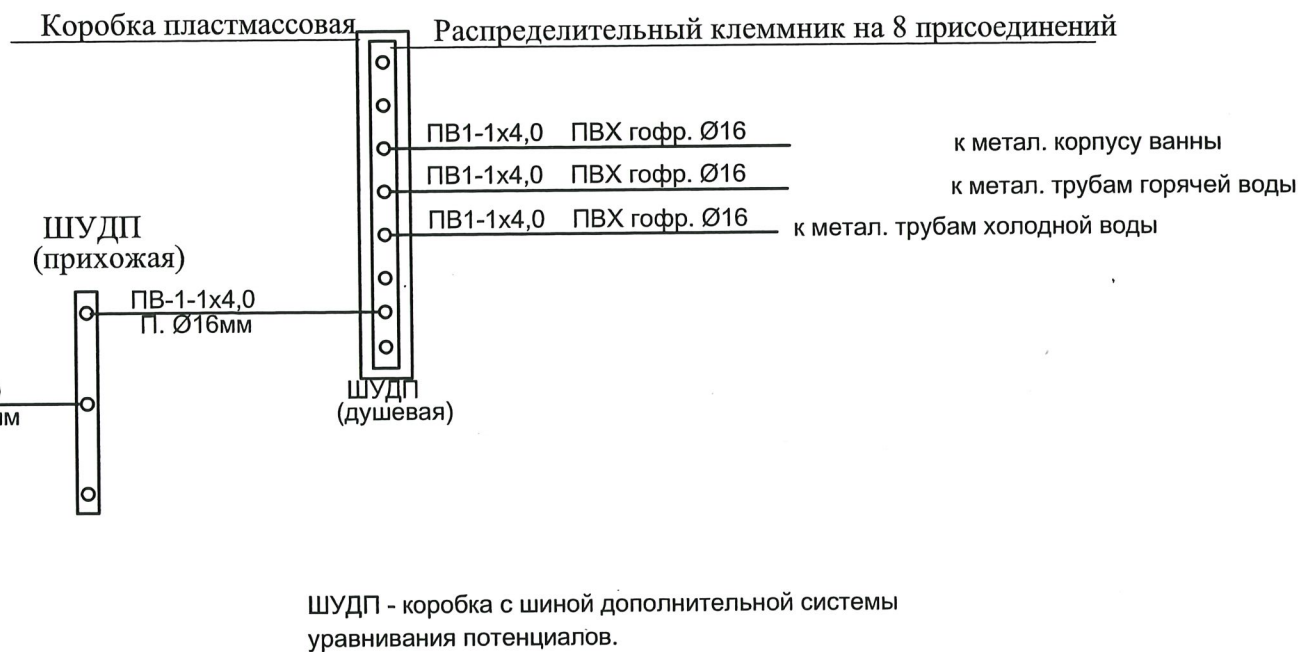 Коробка пластмассовая
Распределительный клеммник на 8 присоединений
ПВ1-1х4,0 ПВХ гофр. Ø16 к метал. корпусу ванны
ПВ1-1х4,0 ПВХ гофр. Ø16 к метал. трубам горячей воды
ПВ1-1х4,0 ПВХ гофр. Ø16 к метал. трубам холодной воды
ШУДП
(прихожая)
ПВ-1-1х4,0
П. Ø16мм
ШУДП
(душевая)
ШУДП - коробка с шиной дополнительной системы
уравнивания потенциалов.